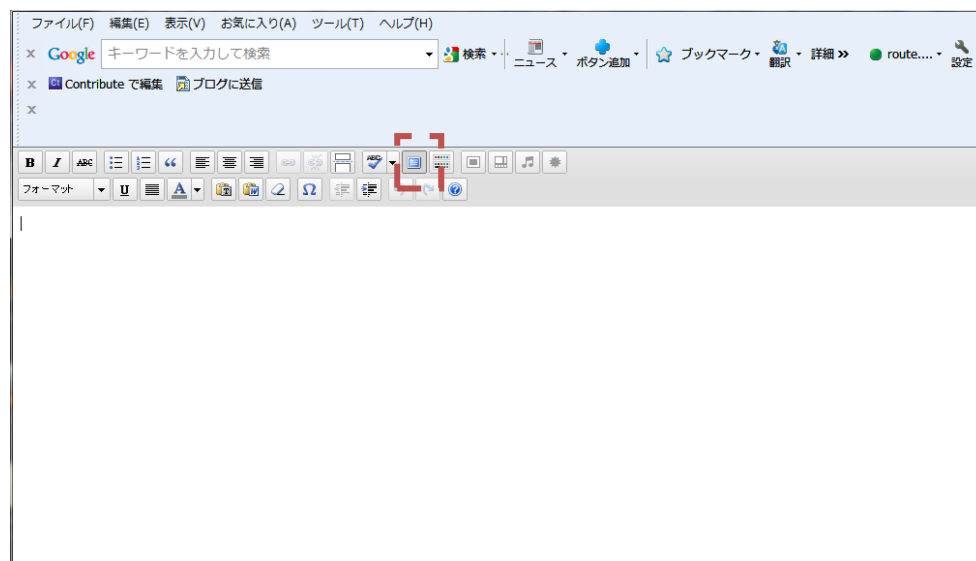 ファイル(F) 編集(E) 表示(V) お気に入り(A) ツール(T) ヘルプ(H)
x Google キーワードを入力して検索 検索 ニュース ボタン追加 ブックマーク 翻訳 詳細 >> route.... 設定
x Ct Contribute で編集 ブログに送信
x
B I ABC ABC
フォーマット U A T W Ω